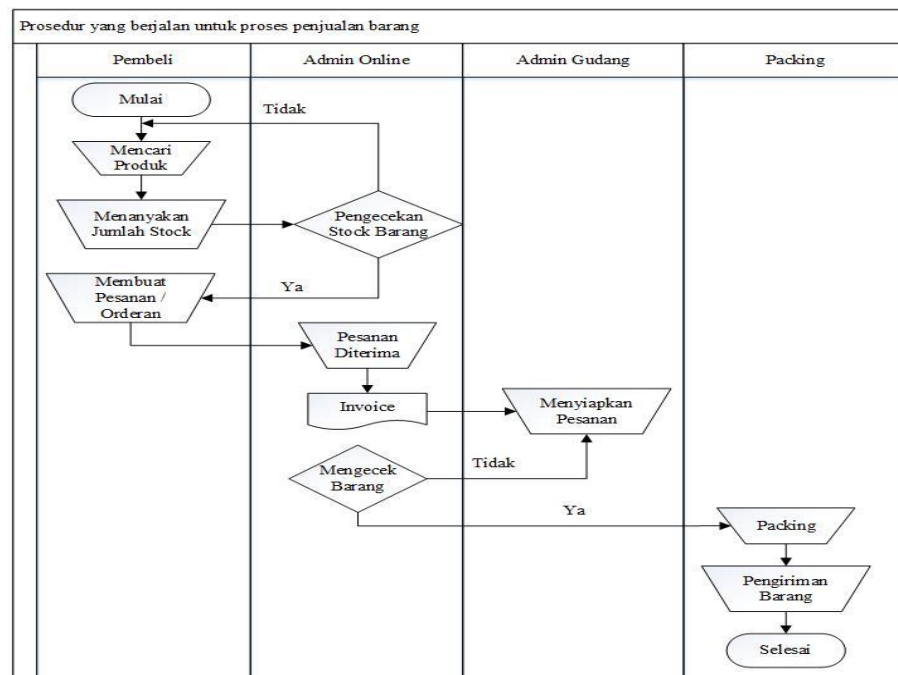 Prosedur yang berjalan untuk proses penjualan barang
Pembeli
Admin Online
Admin Gudang
Packing
Mulai
Tidak
Mencari
Produk
Menanyakan
Jumlah Stock
Pengecekan
Stock Barang
Ya
Membuat
Pesanan /
Orderan
Pesanan
Diterima
Invoice
Menyiapkan
Pesanan
Mengecek
Barang
Tidak
Ya
Packing
Pengiriman
Barang
Selesai